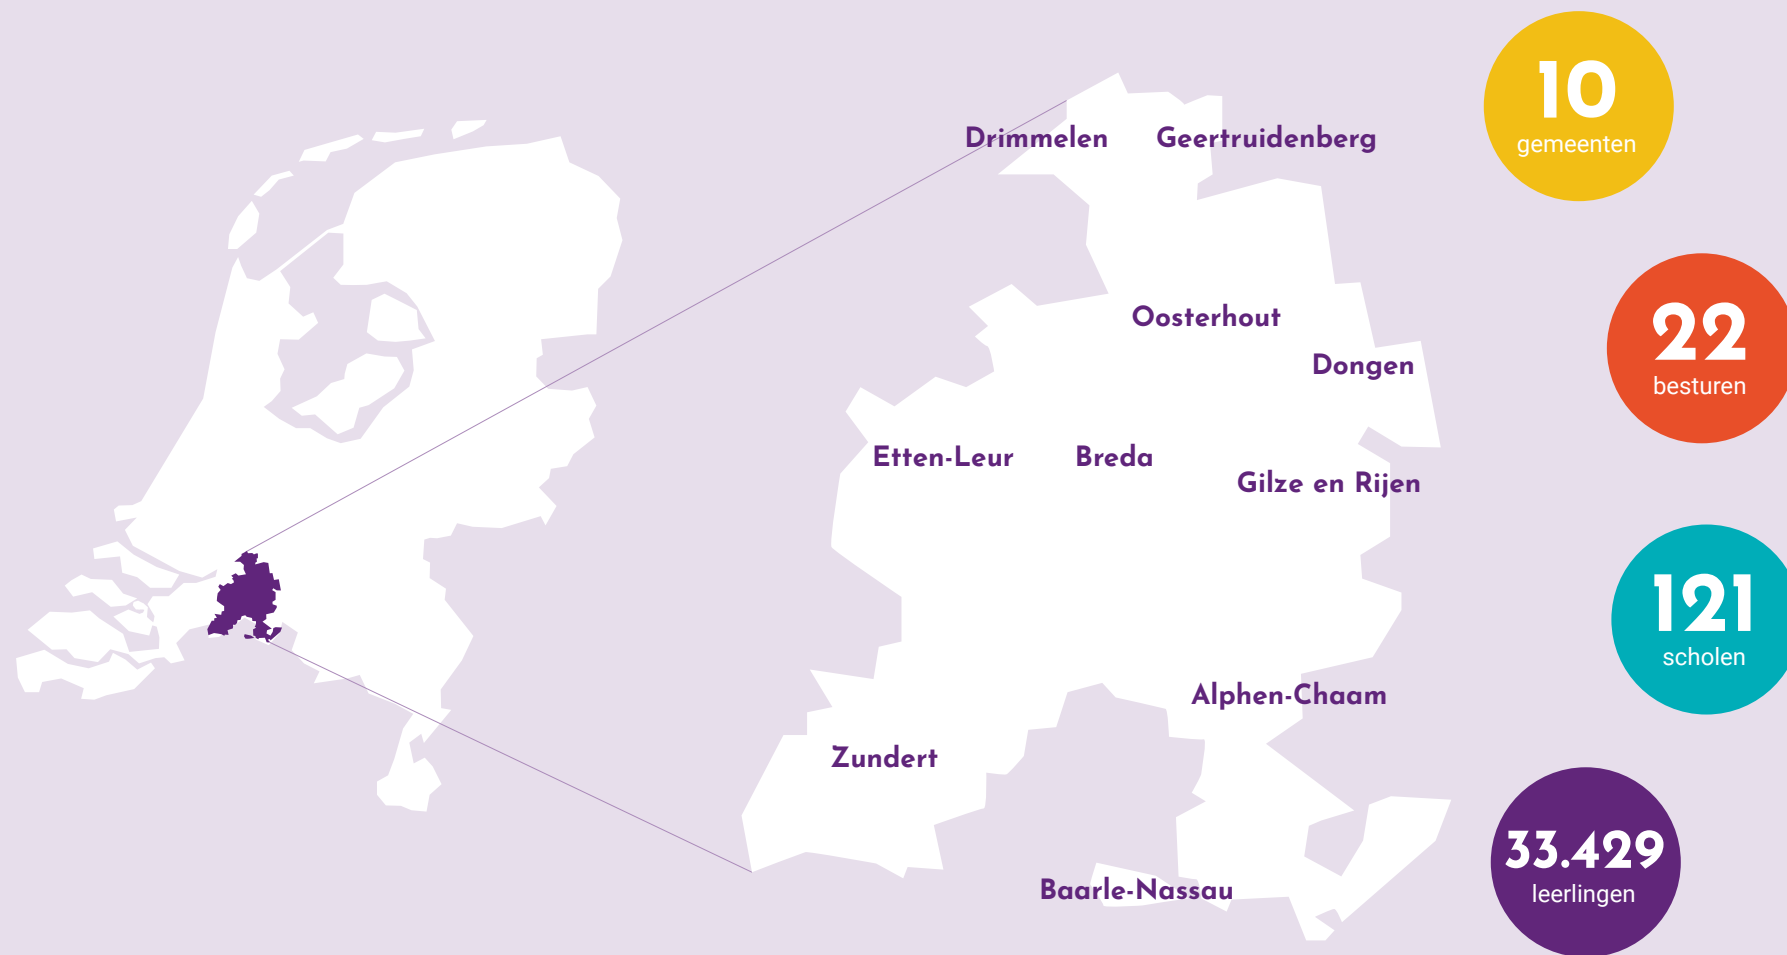 Drimmelen
Geertruidenberg
Oosterhout
Dongen
Etten-Leur
Breda
Gilze en Rijen
Alphen-Chaam
Zundert
Baarle-Nassau
10
gemeenten
22
besturen
121
scholen
33.429
leerlingen